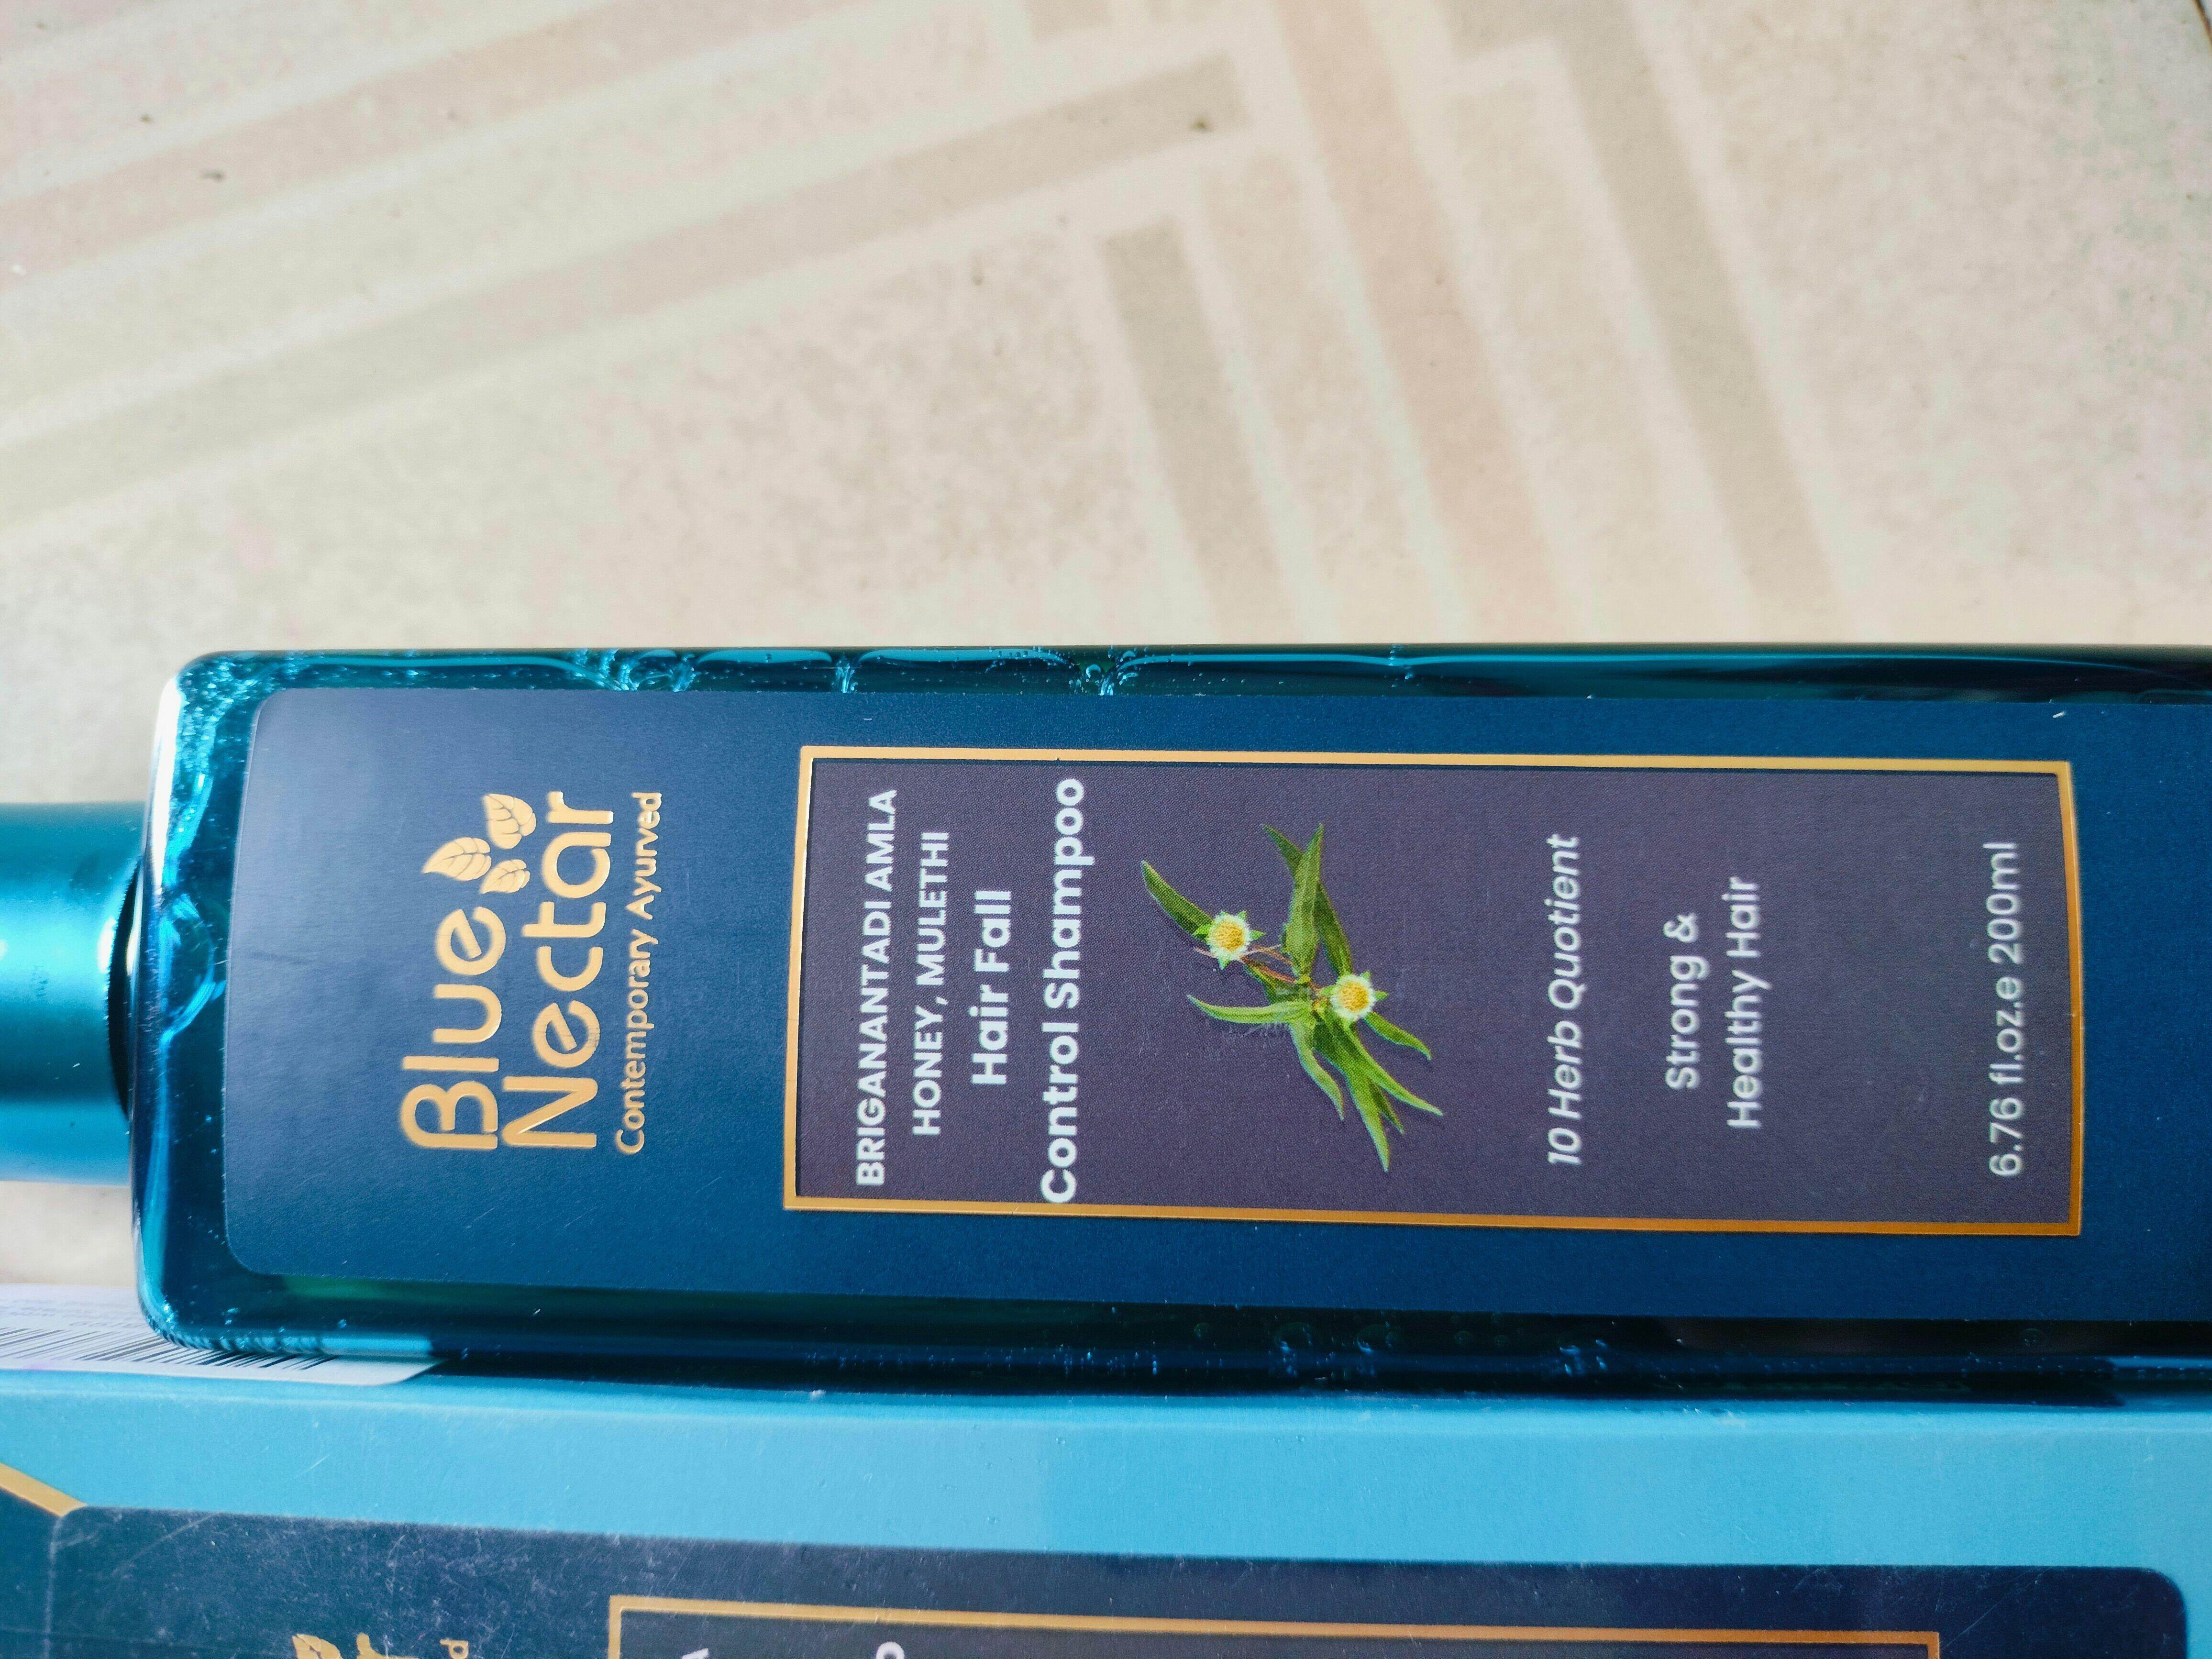 Blue
Nectar
Contemporary Ayurved
BRIGANANTADI AMLA
HONEY, MULETHI
Hair Fall
Control Shampoo
10 Herb Quotient
Strong &
Healthy Hair
6.76 fl.oz.e 200ml